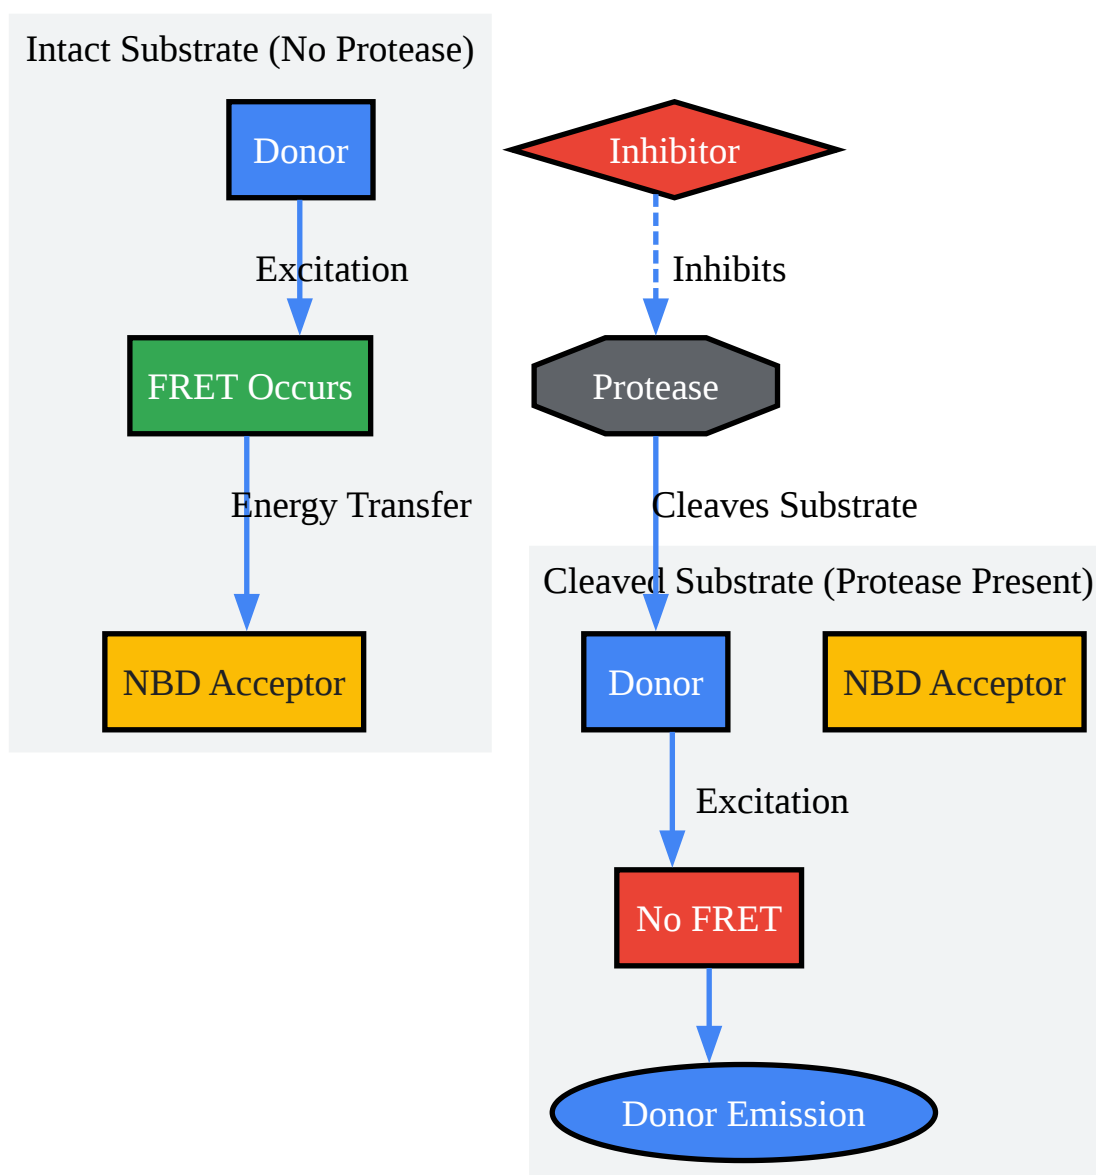 Intact Substrate (No Protease)
Donor
Excitation
FRET Occurs
Energy Transfer
NBD Acceptor
Inhibitor
Inhibits
Protease
Cleaves Substrate
Cleaved Substrate (Protease Present)
Donor
NBD Acceptor
Excitation
No FRET
Donor Emission